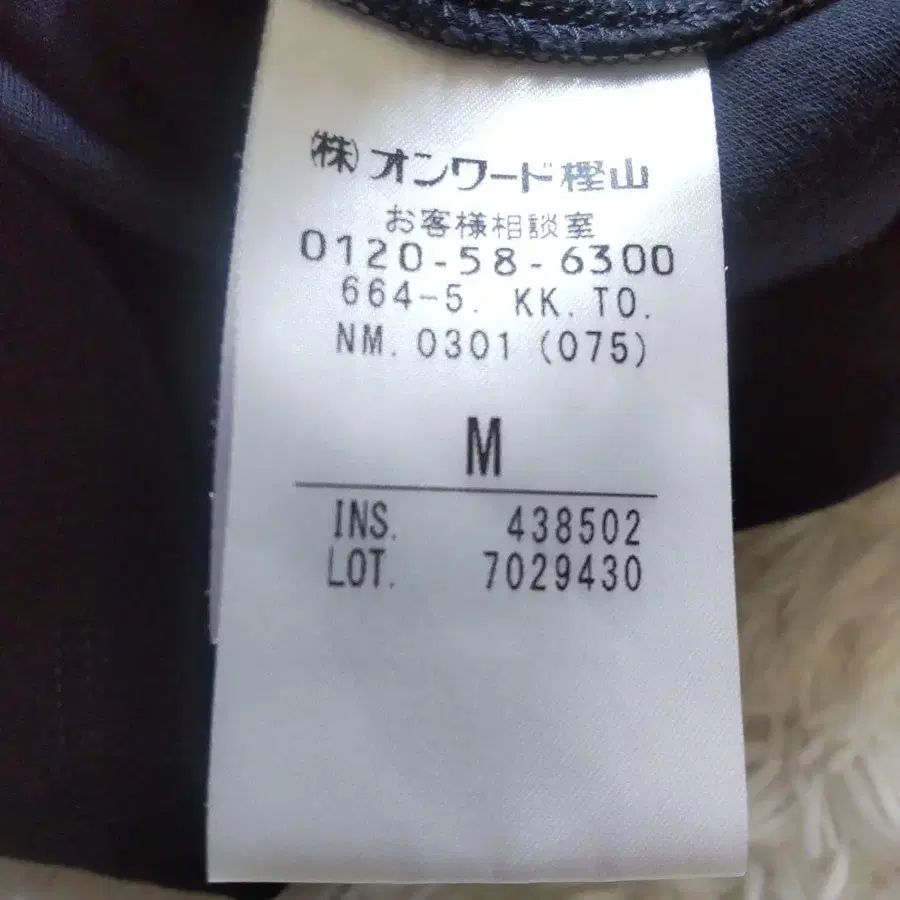 ㈱オンワード樫山
お客様相談室
0120-58-6300
664-5. KK. TO.
NM. 0301 (075)
M
INS. 438502
LOT. 7029430